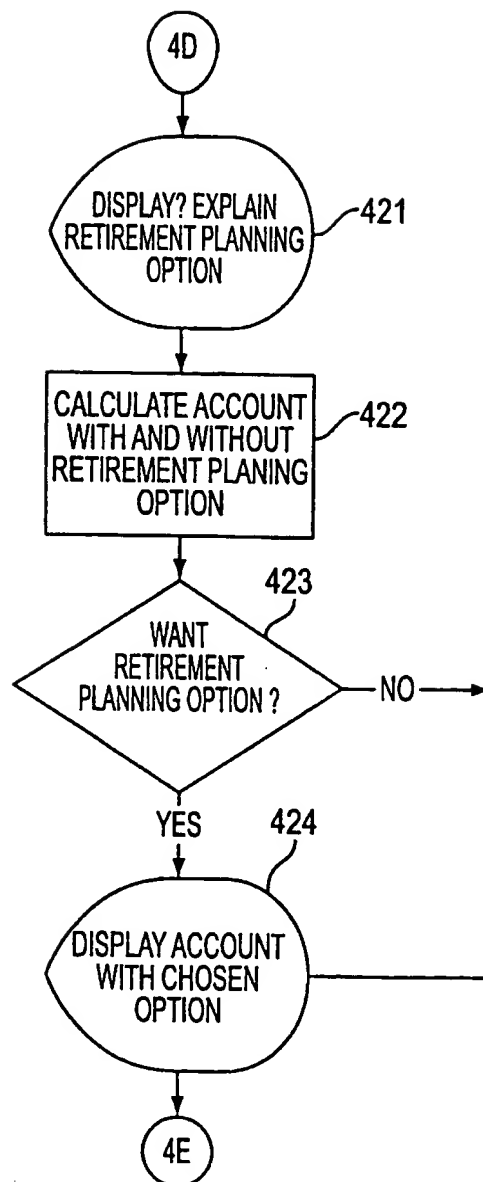 4D
DISPLAY? EXPLAIN
RETIREMENT PLANNING
OPTION
421
CALCULATE ACCOUNT
WITH AND WITHOUT
RETIREMENT PLANING
OPTION
422
423
WANT
RETIREMENT
PLANNING OPTION ?
NO
YES
424
DISPLAY ACCOUNT
WITH CHOSEN
OPTION
4E